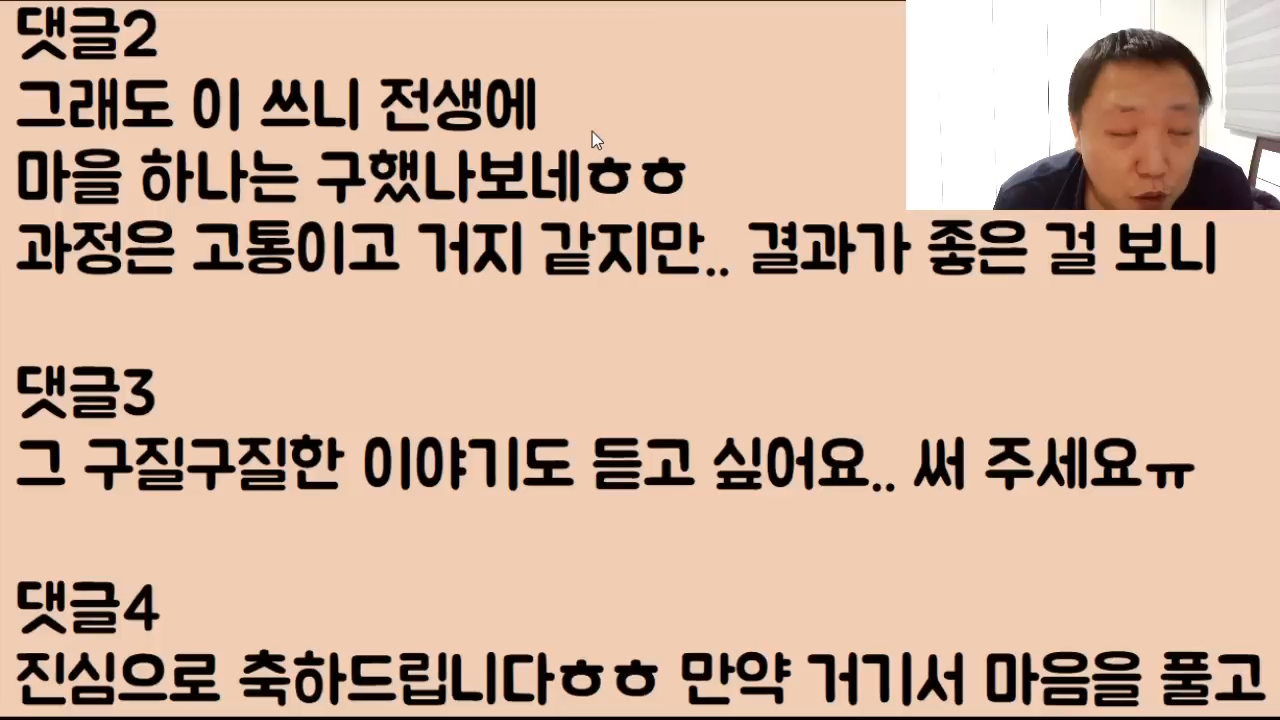 댓글2
그래도 이 쓰니 전생에
마을 하나는 구했나보네ㅎㅎ
과정은 고통이고 거지 같지만.. 결과가 좋은 걸 보니
댓글3
그 구질구질한 이야기도 듣고 싶어요.. 써 주세요ㅠ
댓글4
진심으로 축하드립니다ㅎㅎ 만약 거기서 마음을 풀고